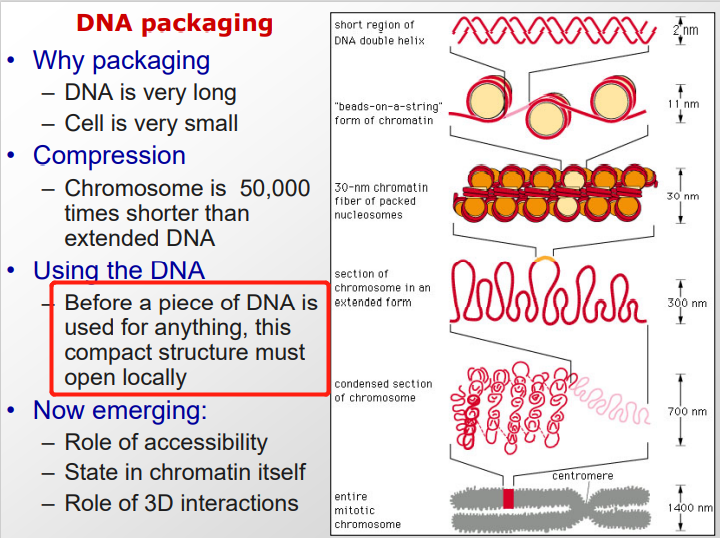 DNA packaging
• Why packaging
– DNA is very long
– Cell is very small
• Compression
– Chromosome is 50,000
times shorter than
extended DNA
• Using the DNA
– Before a piece of DNA is
used for anything, this
compact structure must
open locally
• Now emerging:
– Role of accessibility
– State in chromatin itself
– Role of 3D interactions
short region of
DNA double helix
2 nm
"beads-on-a-string"
form of chromatin
11 nm
30-nm chromatin
fiber of packed
nucleosomes
30 nm
section of
chromosome in an
extended form
300 nm
condensed section
of chromosome
700 nm
centromere
entire
mitotic
chromosome
1400 nm